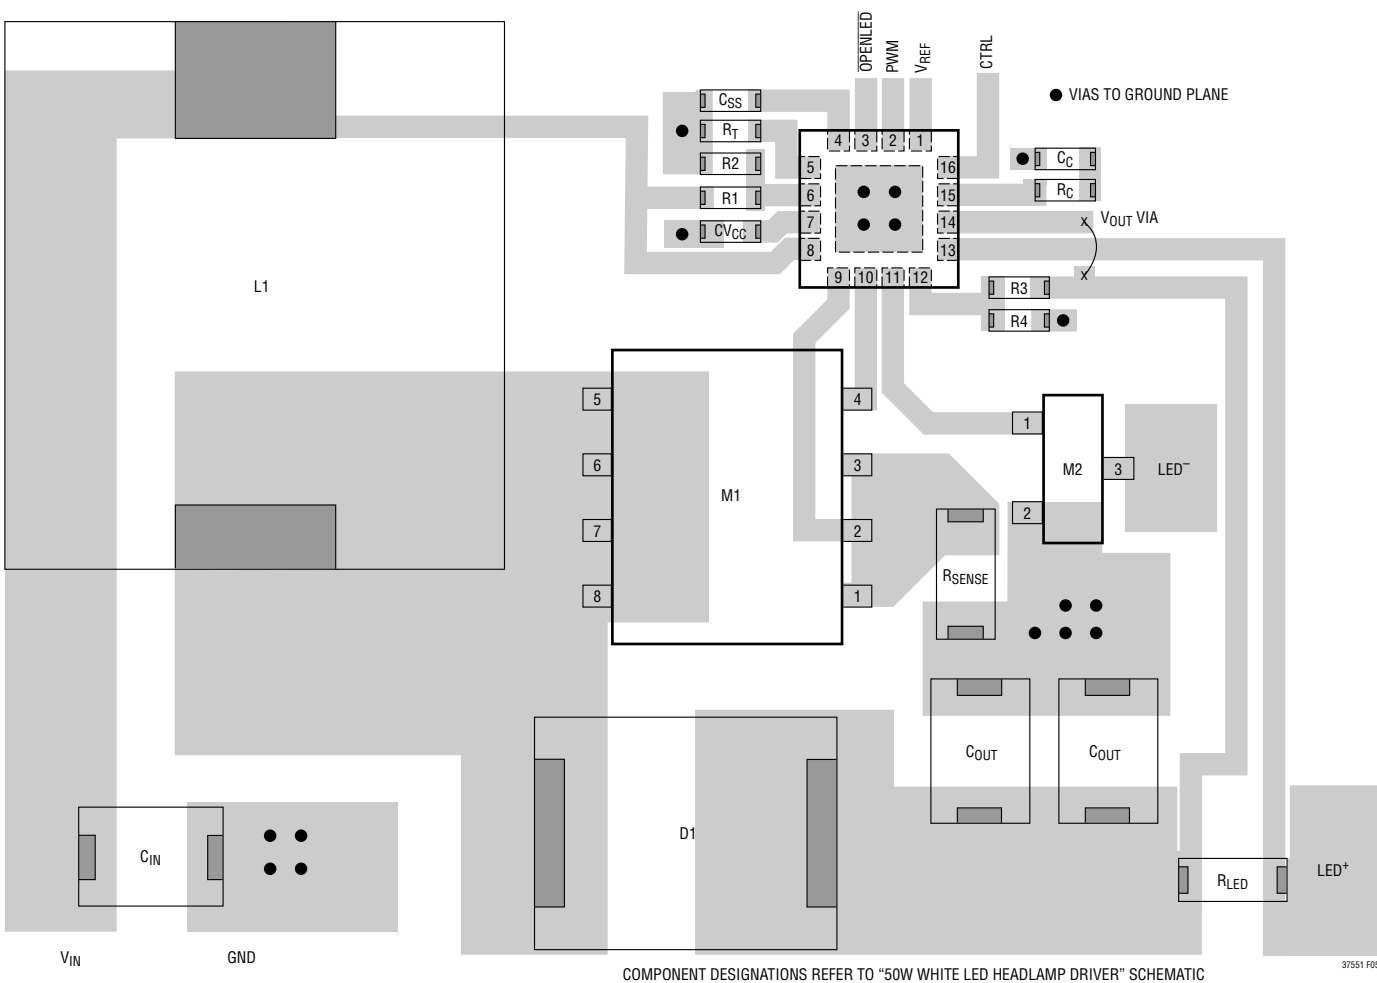 OPENLED
PWM
VREF
CTRL
VIAS TO GROUND PLANE
CSS
RT
R2
R1
CVCC
4 3 2 1
5
6
7
8
16
15
14
13
9 10 11 12
CC
RC
VOUT VIA
x
x
R3
R4
L1
5
6
7
8
M1
4
3
2
1
1
2
M2
3
LED–
RSENSE
COUT
COUT
D1
CIN
RLED
LED+
VIN
GND
COMPONENT DESIGNATIONS REFER TO “50W WHITE LED HEADLAMP DRIVER” SCHEMATIC
37551 F05